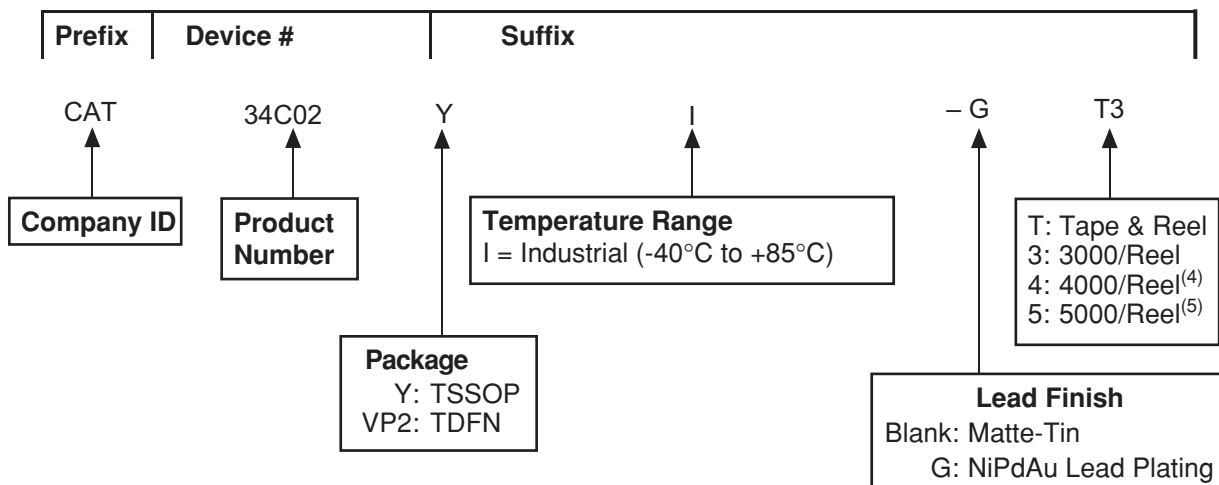 Prefix Device # Suffix
CAT 34C02 Y I – G T3
Company ID
Product
Number
Temperature Range
I = Industrial (-40°C to +85°C)
T: Tape & Reel
3: 3000/Reel
4: 4000/Reel(4)
5: 5000/Reel(5)
Package
Y: TSSOP
VP2: TDFN
Lead Finish
Blank: Matte-Tin
G: NiPdAu Lead Plating